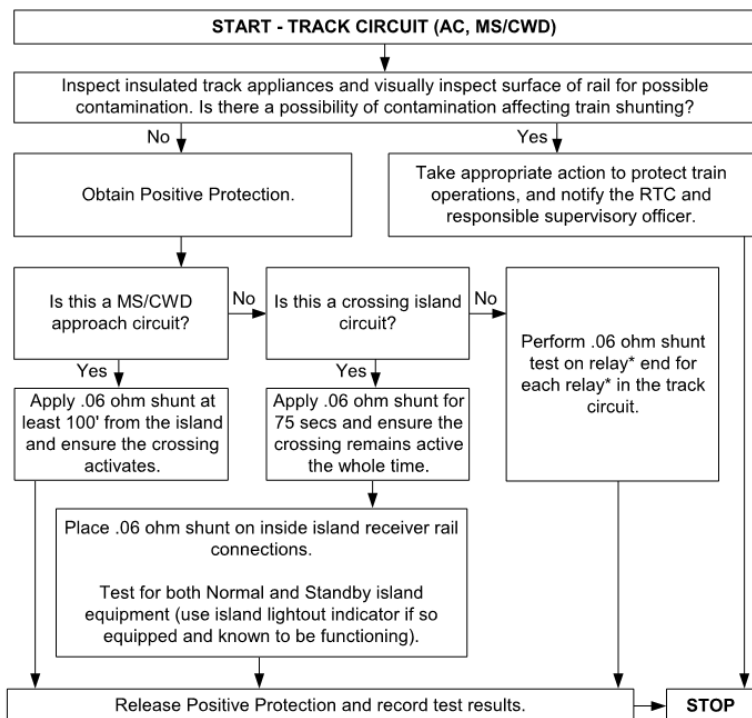 START - TRACK CIRCUIT (AC, MS/CWD)
Inspect insulated track appliances and visually inspect surface of rail for possible
contamination. Is there a possibility of contamination affecting train shunting?
No
Yes
Obtain Positive Protection.
Take appropriate action to protect train
operations, and notify the RTC and
responsible supervisory officer.
Is this a MS/CWD
approach circuit?
No
Is this a crossing island
circuit?
No
Perform .06 ohm shunt
test on relay* end for
each relay* in the track
circuit.
Yes
Yes
Apply .06 ohm shunt at
least 100' from the island
and ensure the crossing
activates.
Apply .06 ohm shunt for
75 secs and ensure the
crossing remains active
the whole time.
Place .06 ohm shunt on inside island receiver rail
connections.
Test for both Normal and Standby island
equipment (use island lightout indicator if so
equipped and known to be functioning).
Release Positive Protection and record test results.
STOP